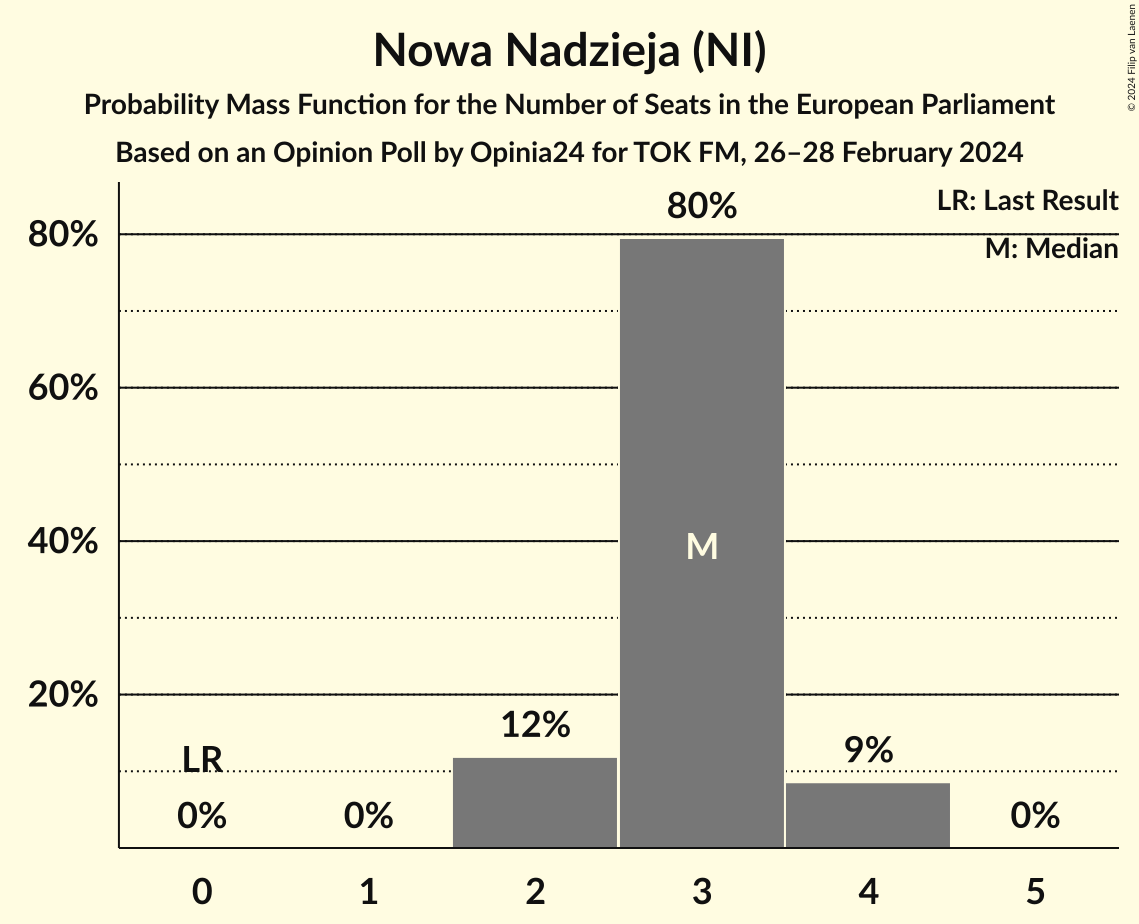 Nowa Nadzieja (NI)
Probability Mass Function for the Number of Seats in the European Parliament
Based on an Opinion Poll by Opinia24 for TOK FM, 26–28 February 2024
© 2024 Filip van Laenen
LR: Last Result
M: Median
80%
60%
40%
20%
LR
0%
0%
12%
80%
M
9%
0%
0 1 2 3 4 5